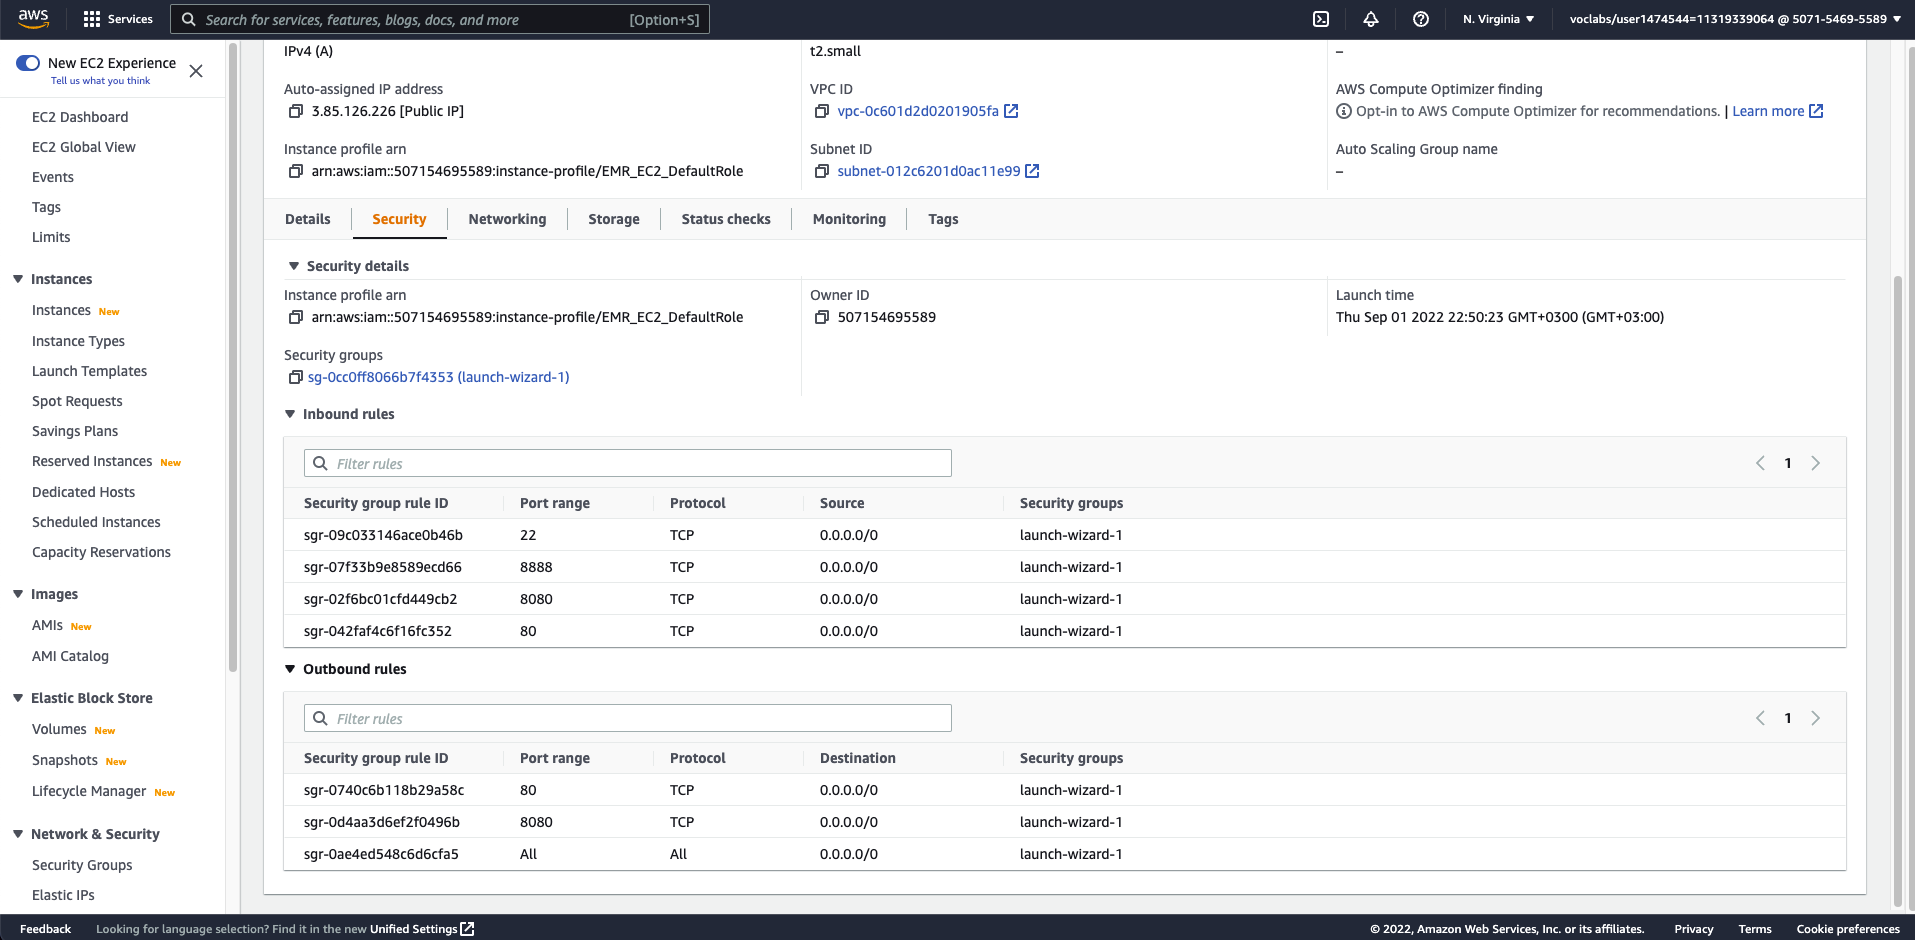 aws
Services
Search for services, features, blogs, docs, and more
[Option+S]
N. Virginia
voclabs/user1474544=11319339064 @ 5071-5469-5589
New EC2 Experience
Tell us what you think
EC2 Dashboard
EC2 Global View
Events
Tags
Limits
Instances
Instances New
Instance Types
Launch Templates
Spot Requests
Savings Plans
Reserved Instances New
Dedicated Hosts
Scheduled Instances
Capacity Reservations
Images
AMIs New
AMI Catalog
Elastic Block Store
Volumes New
Snapshots New
Lifecycle Manager New
Network & Security
Security Groups
Elastic IPs
IPv4 (A)
t2.small
–
Auto-assigned IP address
3.85.126.226 [Public IP]
VPC ID
vpc-0c601d2d0201905fa
AWS Compute Optimizer finding
Opt-in to AWS Compute Optimizer for recommendations. | Learn more
Instance profile arn
arn:aws:iam::507154695589:instance-profile/EMR_EC2_DefaultRole
Subnet ID
subnet-012c6201d0ac11e99
Auto Scaling Group name
–
Details Security Networking Storage Status checks Monitoring Tags
Security details
Instance profile arn
arn:aws:iam::507154695589:instance-profile/EMR_EC2_DefaultRole
Owner ID
507154695589
Launch time
Thu Sep 01 2022 22:50:23 GMT+0300 (GMT+03:00)
Security groups
sg-0cc0ff8066b7f4353 (launch-wizard-1)
Inbound rules
Filter rules
1
Security group rule ID Port range Protocol Source Security groups
sgr-09c033146ace0b46b 22 TCP 0.0.0.0/0 launch-wizard-1
sgr-07f33b9e8589ecd66 8888 TCP 0.0.0.0/0 launch-wizard-1
sgr-02f6bc01cfd449cb2 8080 TCP 0.0.0.0/0 launch-wizard-1
sgr-042faf4c6f16fc352 80 TCP 0.0.0.0/0 launch-wizard-1
Outbound rules
Filter rules
1
Security group rule ID Port range Protocol Destination Security groups
sgr-0740c6b118b29a58c 80 TCP 0.0.0.0/0 launch-wizard-1
sgr-0d4aa3d6ef2f0496b 8080 TCP 0.0.0.0/0 launch-wizard-1
sgr-0ae4ed548c6d6cfa5 All All 0.0.0.0/0 launch-wizard-1
Feedback
Looking for language selection? Find it in the new Unified Settings
© 2022, Amazon Web Services, Inc. or its affiliates.
Privacy
Terms
Cookie preferences